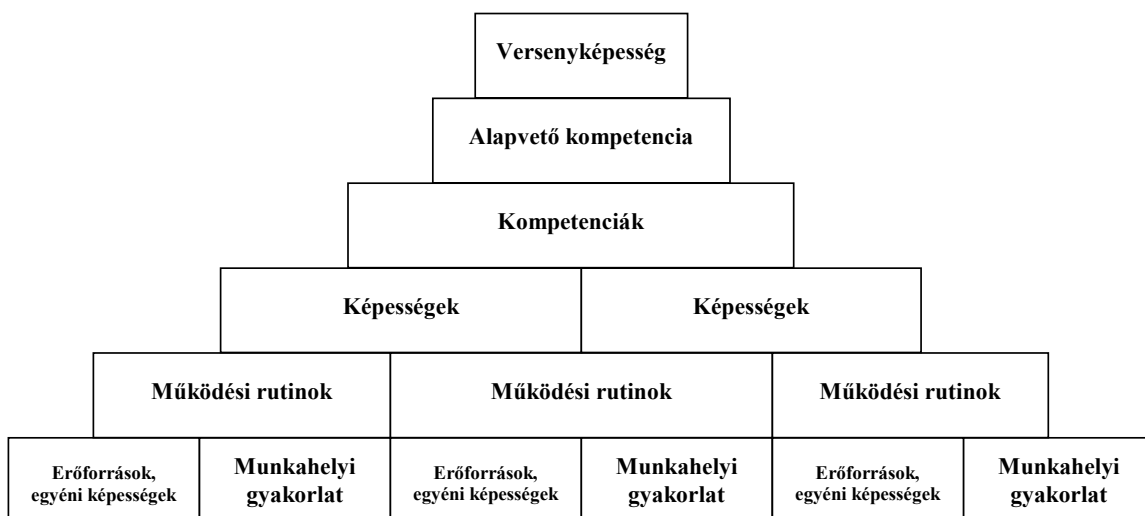 Versenyképesség
Alapvető kompetencia
Kompetenciák
Képességek
Képességek
Működési rutinok
Működési rutinok
Működési rutinok
Erőforrások,
egyéni képességek
Munkahelyi
gyakorlat
Erőforrások,
egyéni képességek
Munkahelyi
gyakorlat
Erőforrások,
egyéni képességek
Munkahelyi
gyakorlat